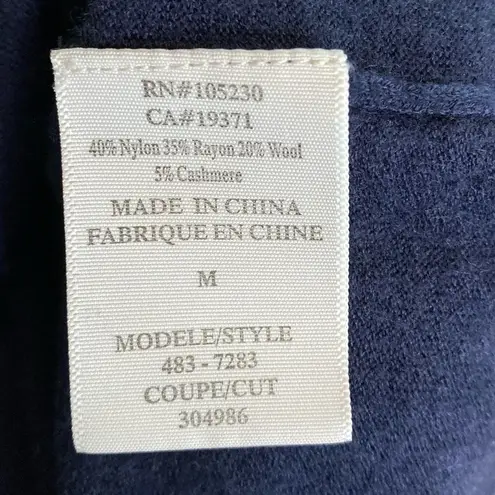 RN#105230
CA#19371
40% Nylon 35% Rayon 20% Wool
5% Cashmere
MADE IN CHINA
FABRIQUE EN CHINE
M
MODELE/STYLE
483-7283
COUPE/CUT
304986